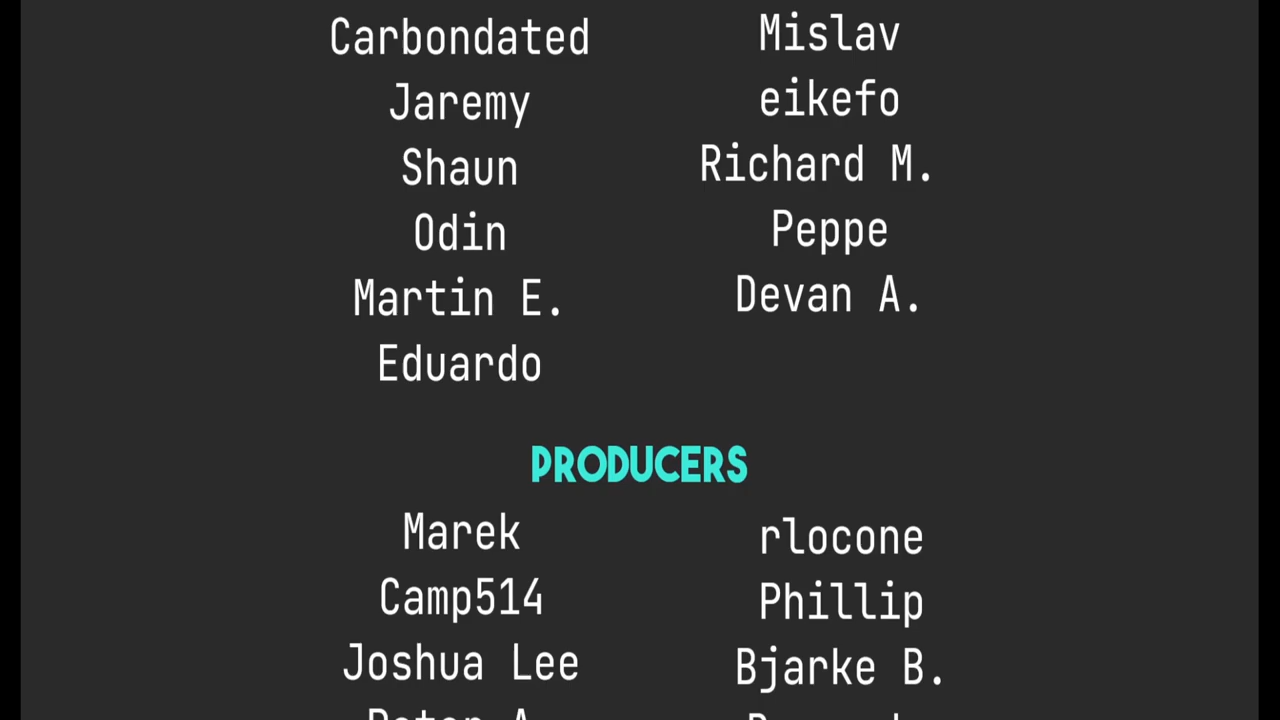 Carbondated
Jaremy
Shaun
Odin
Martin E.
Eduardo
Mislav
eikefo
Richard M.
Peppe
Devan A.
PRODUCERS
Marek
Camp514
Joshua Lee
rlocone
Phillip
Bjarke B.